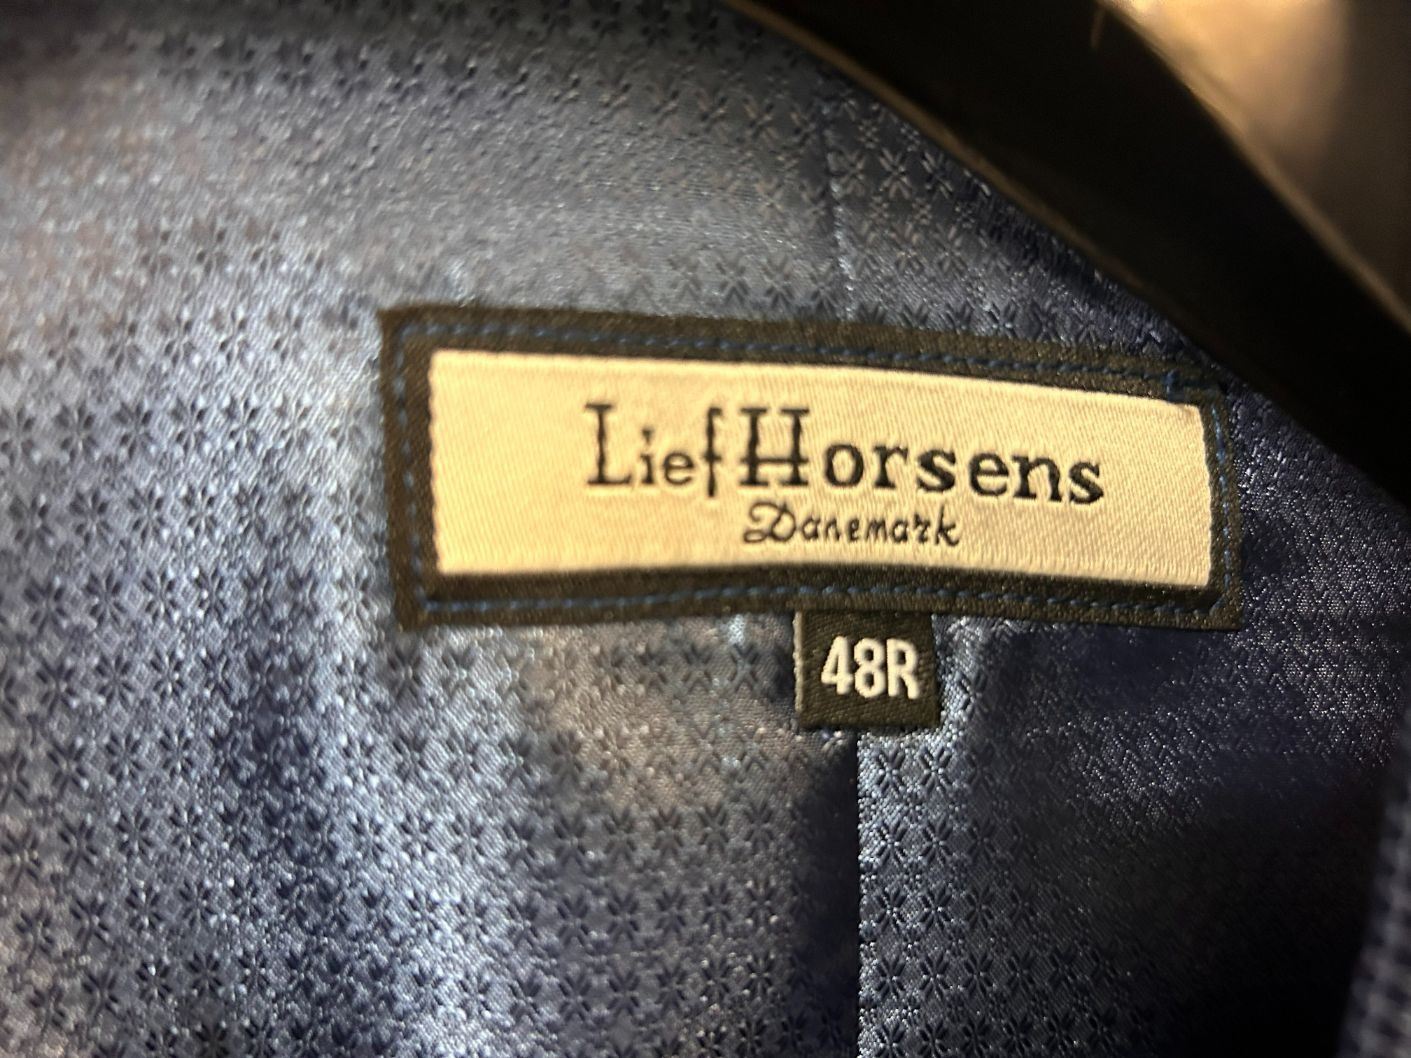 Lief Horsens
Danemark
48R